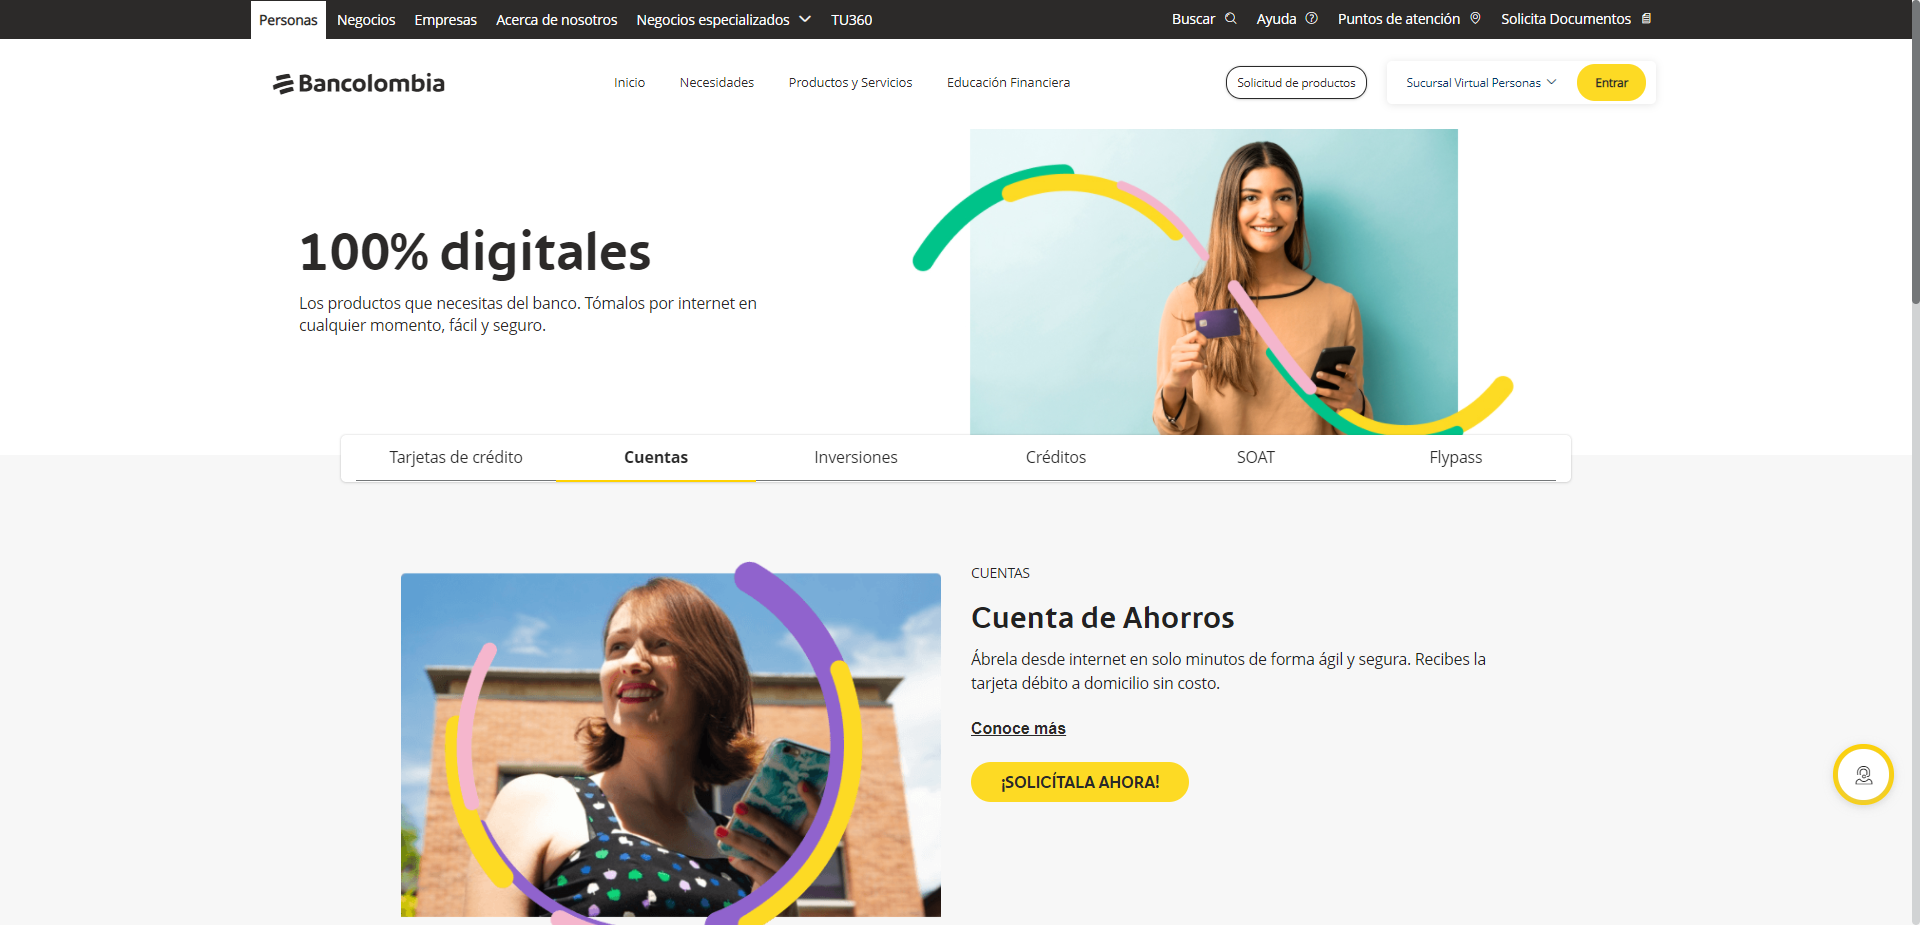 Personas Negocios Empresas Acerca de nosotros Negocios especializados TU360 Buscar Ayuda Puntos de atención Solicita Documentos
Bancolombia Inicio Necesidades Productos y Servicios Educación Financiera Solicitud de productos Sucursal Virtual Personas Entrar
100% digitales
Los productos que necesitas del banco. Tómalos por internet en
cualquier momento, fácil y seguro.
Tarjetas de crédito Cuentas Inversiones Créditos SOAT Flypass
CUENTAS
Cuenta de Ahorros
Ábrela desde internet en solo minutos de forma ágil y segura. Recibes la
tarjeta débito a domicilio sin costo.
Conoce más
¡SOLICÍTALA AHORA!